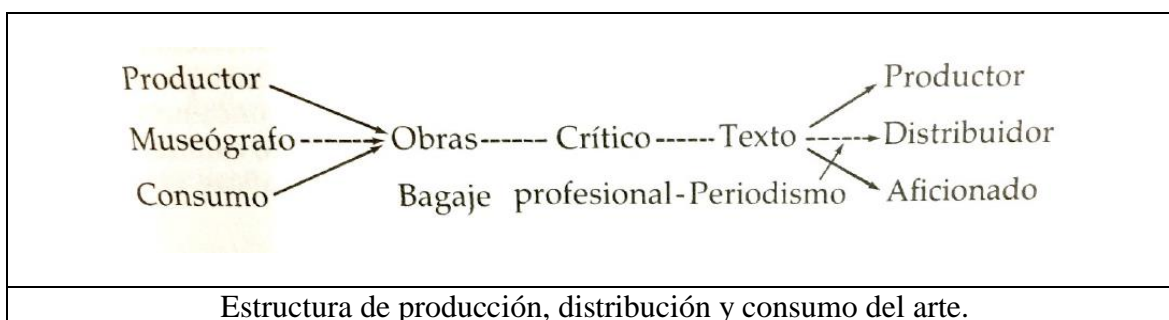 Productor Productor
Museógrafo Obras Crítico Texto Distribuidor
Consumo Bagaje profesional-Periodismo Aficionado
Estructura de producción, distribución y consumo del arte.